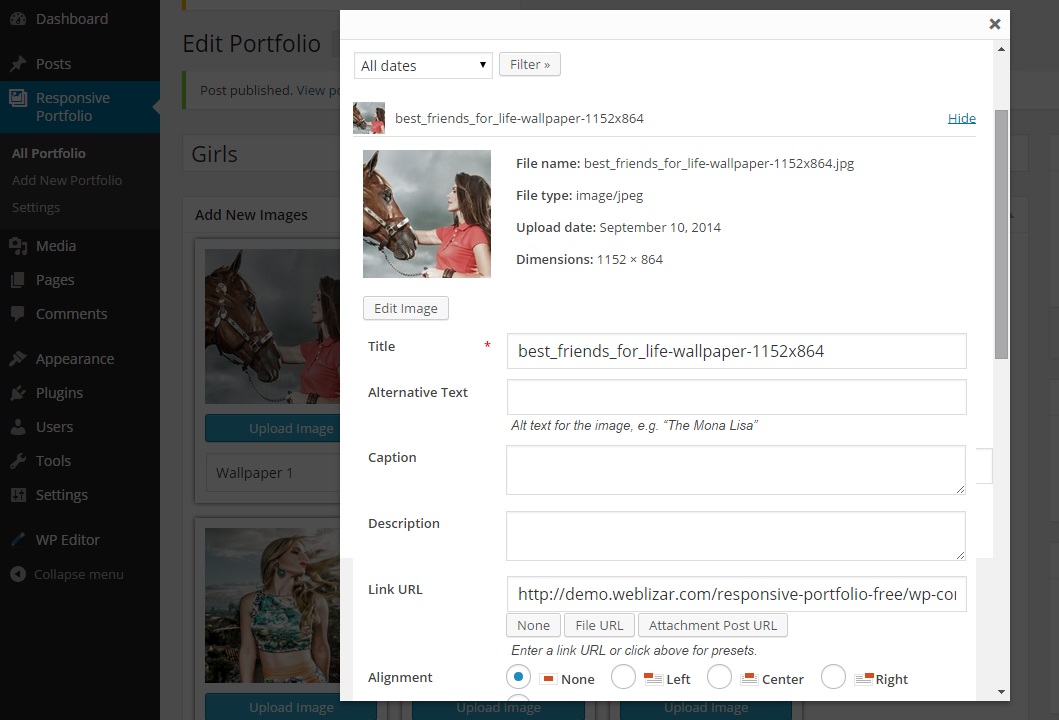 Dashboard
Posts
Responsive
Portfolio
All Portfolio
Add New Portfolio
Settings
Media
Pages
Comments
Appearance
Plugins
Users
Tools
Settings
WP Editor
Collapse menu
Edit Portfolio
Post published. View po
Girls
Add New Images
Upload Image
Wallpaper 1
Upload Image
Upload Image
Upload Image
All dates
Filter »
best_friends_for_life-wallpaper-1152x864
Hide
File name: best_friends_for_life-wallpaper-1152x864.jpg
File type: image/jpeg
Upload date: September 10, 2014
Dimensions: 1152 × 864
Edit Image
Title *
best_friends_for_life-wallpaper-1152x864
Alternative Text
Alt text for the image, e.g. “The Mona Lisa”
Caption
Description
Link URL
http://demo.weblizar.com/responsive-portfolio-free/wp-con
None File URL Attachment Post URL
Enter a link URL or click above for presets.
Alignment
None Left Center Right